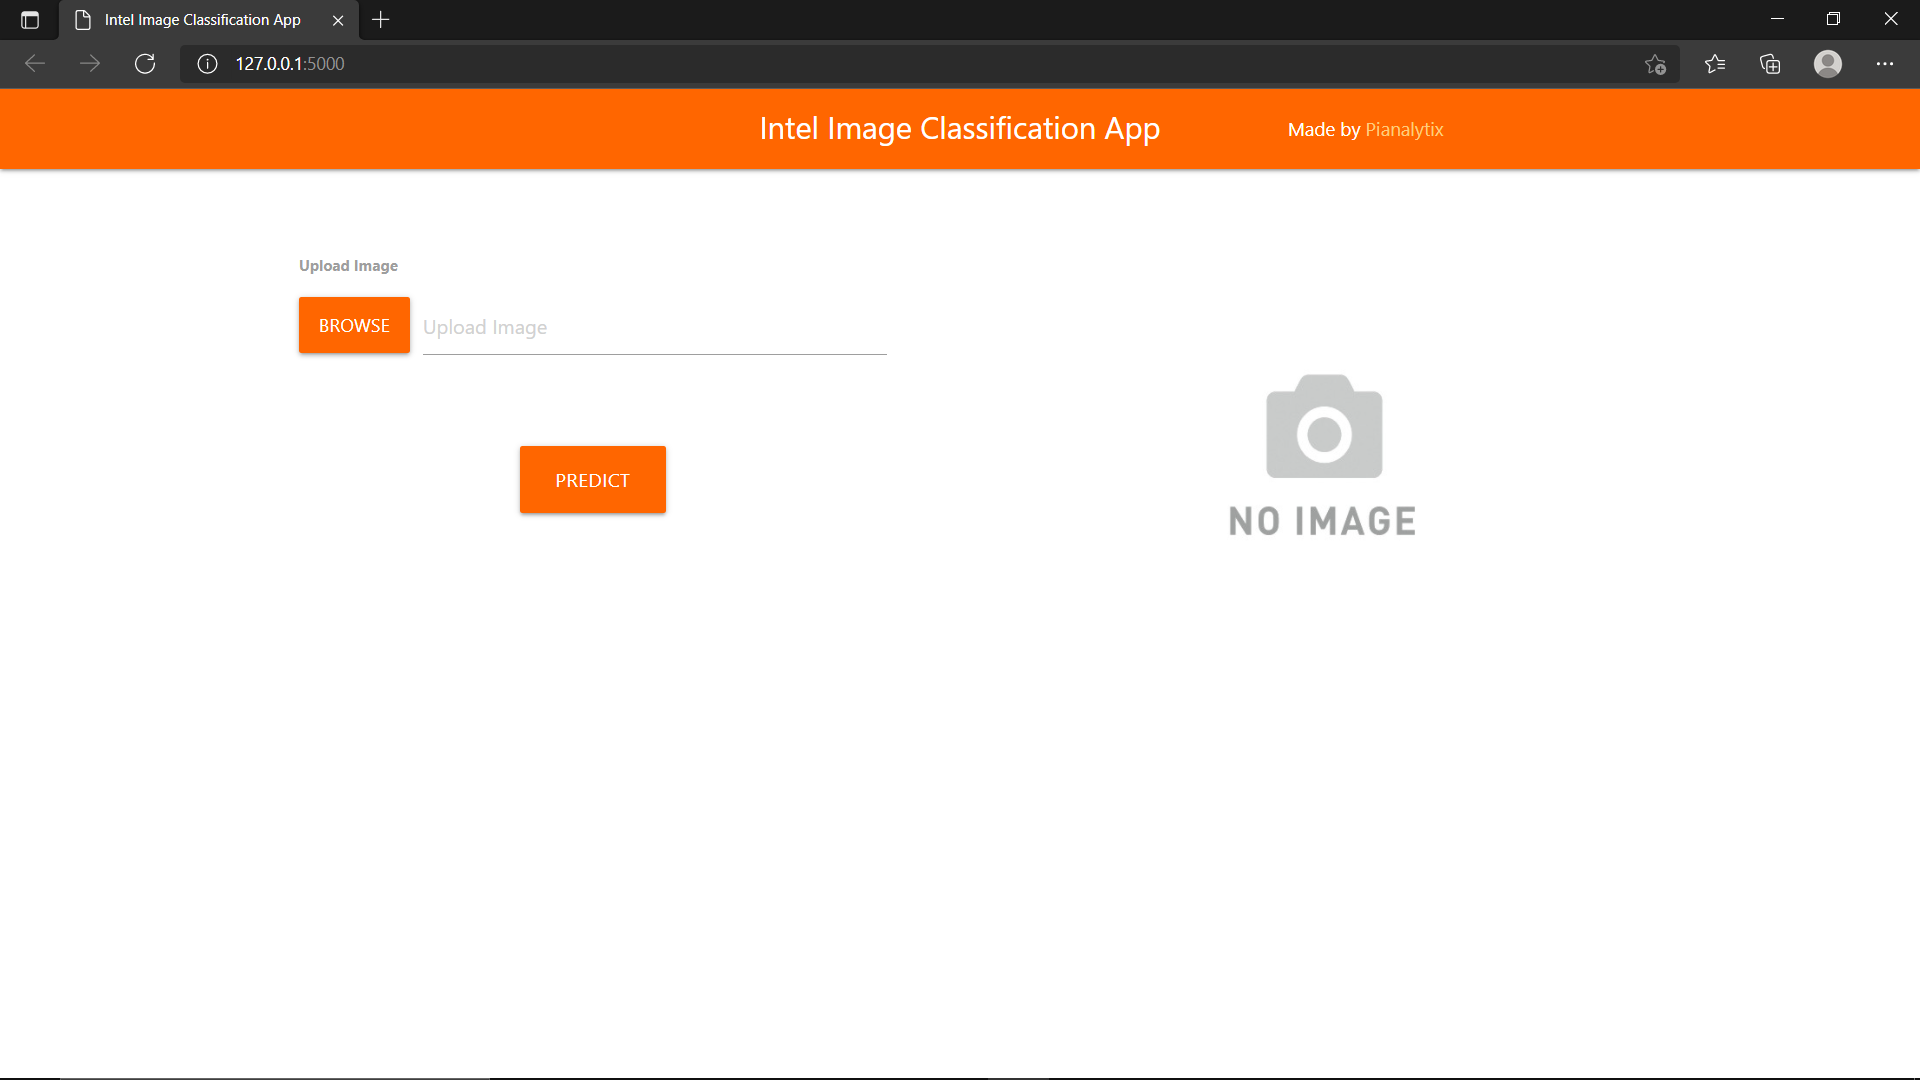 Intel Image Classification App
127.0.0.1:5000
Intel Image Classification App
Made by Pianalytix
Upload Image
BROWSE
Upload Image
PREDICT
NO IMAGE